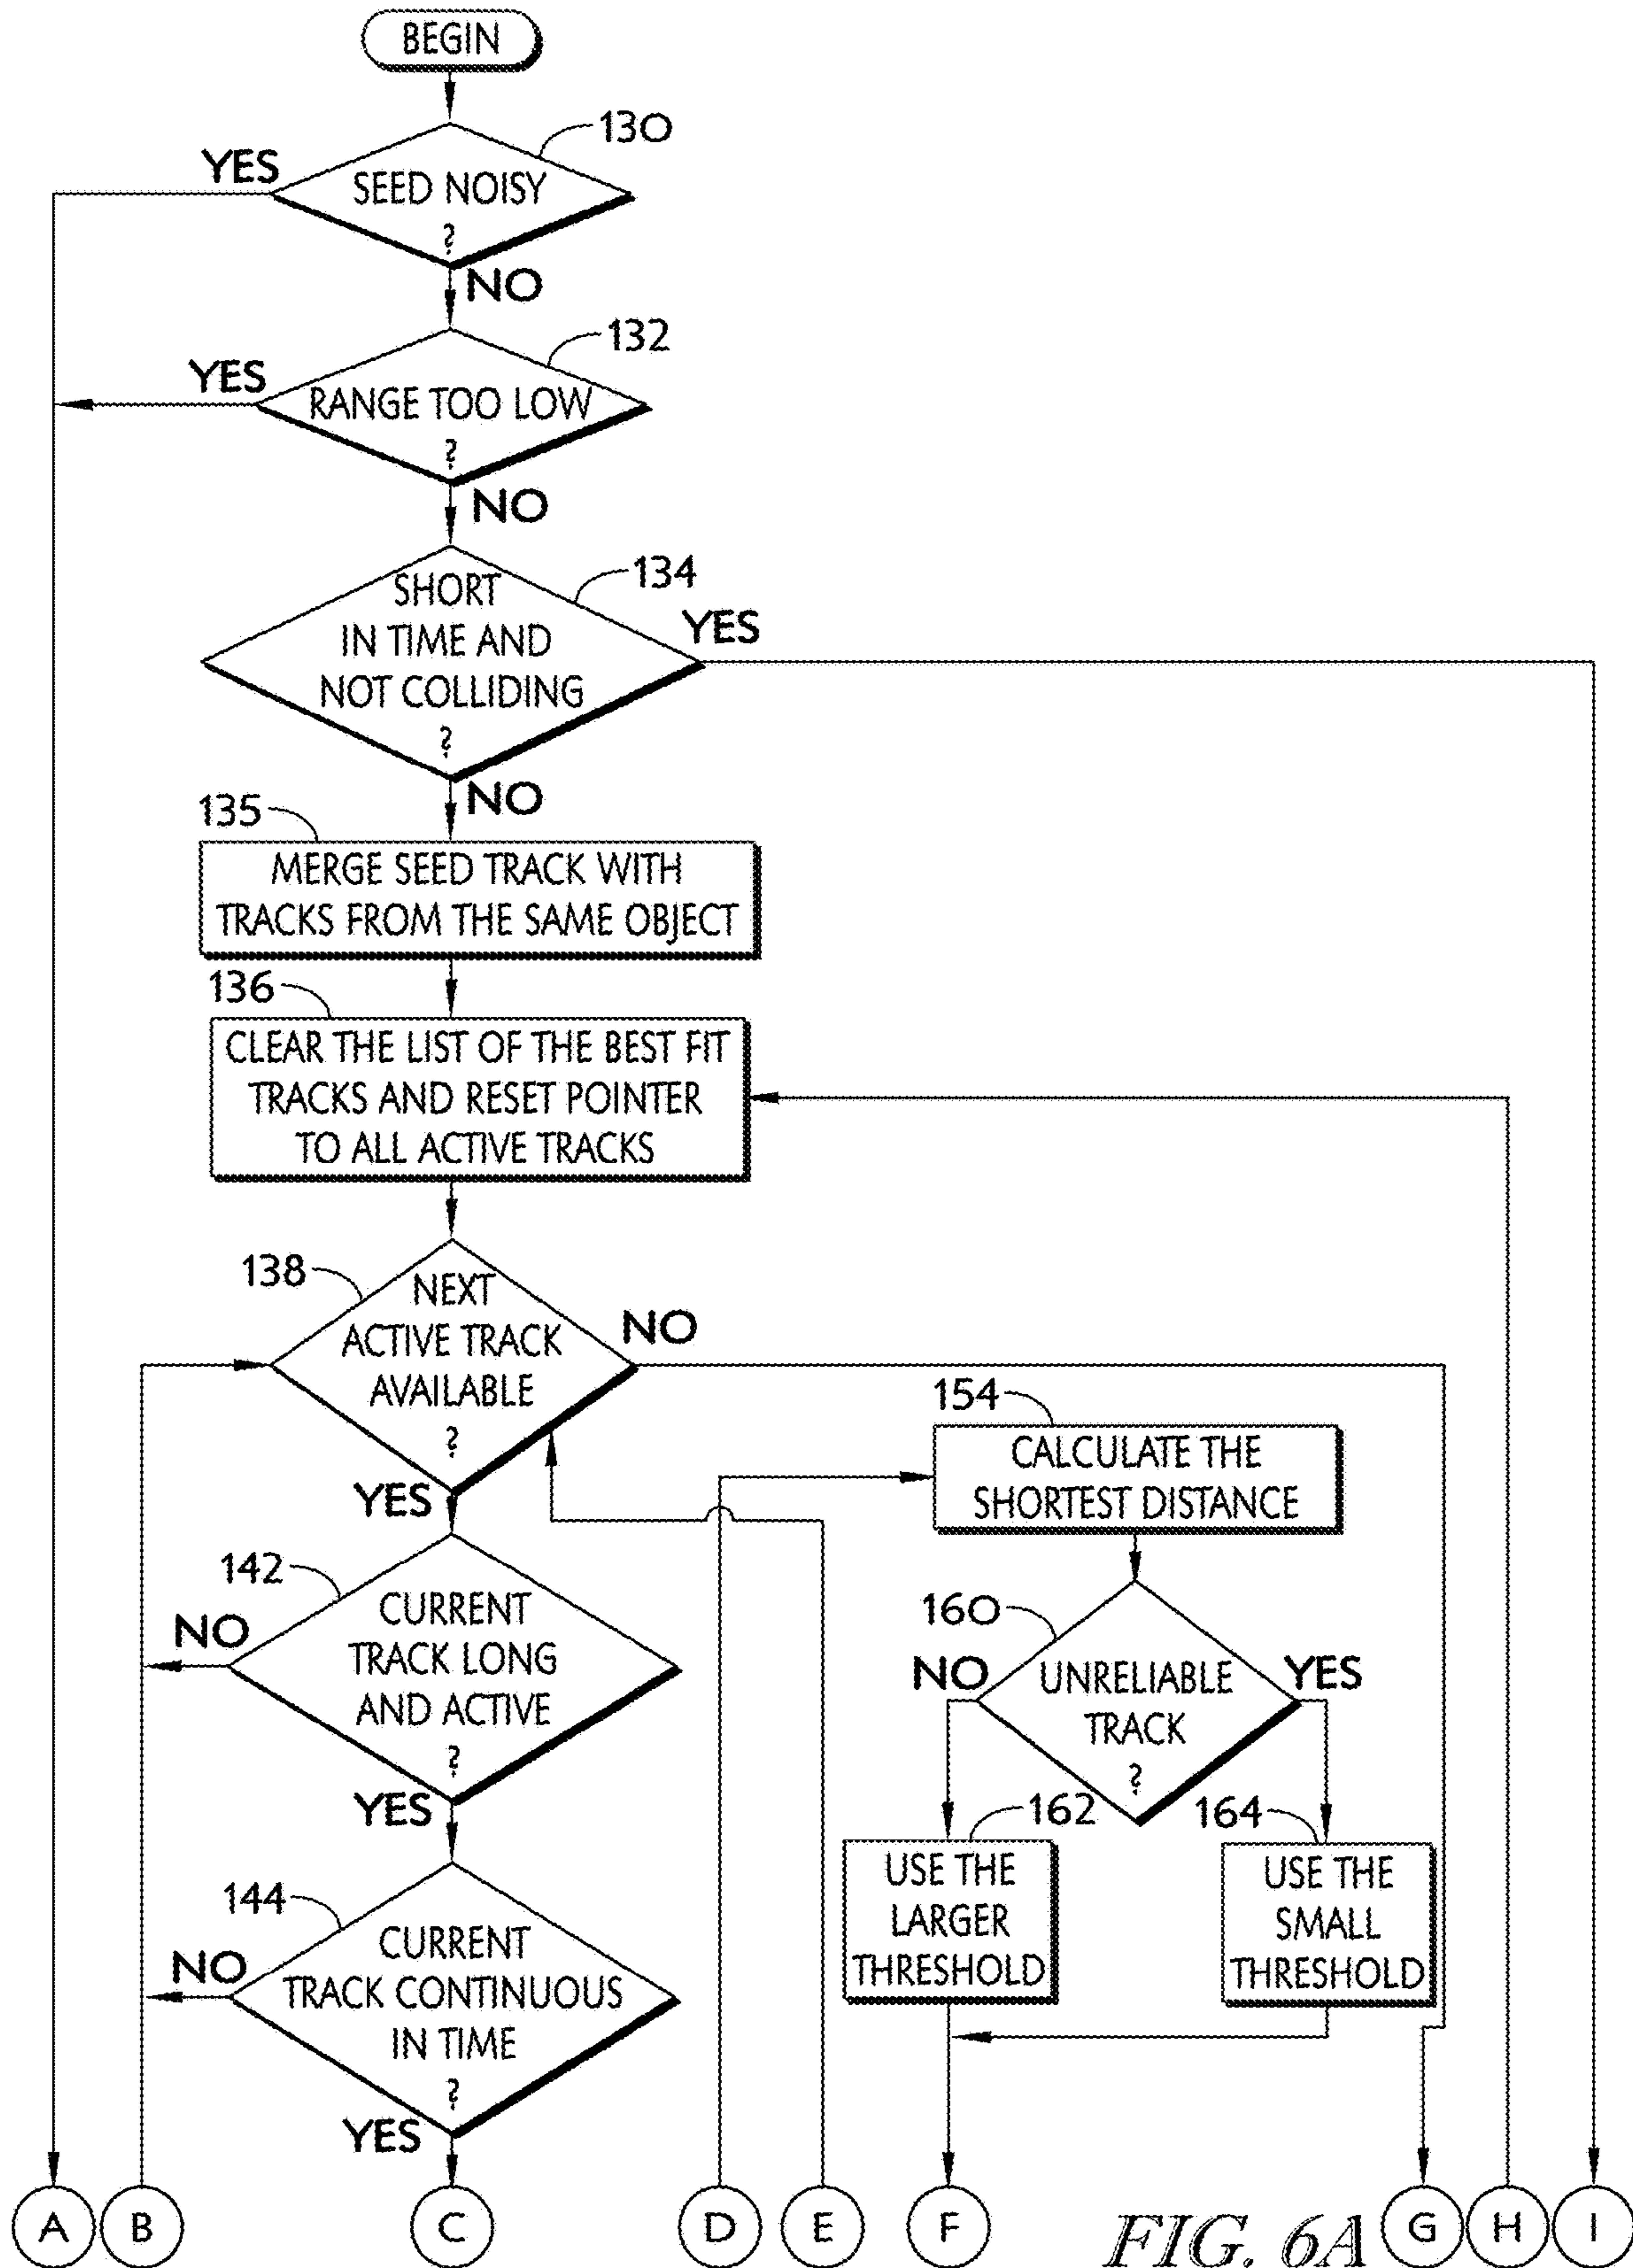 BEGIN
130
YES
SEED NOISY
?
NO
132
YES
RANGE TOO LOW
?
NO
134
SHORT
IN TIME AND
NOT COLLIDING
?
YES
NO
135
MERGE SEED TRACK WITH
TRACKS FROM THE SAME OBJECT
136
CLEAR THE LIST OF THE BEST FIT
TRACKS AND RESET POINTER
TO ALL ACTIVE TRACKS
138
NEXT
ACTIVE TRACK
AVAILABLE
?
NO
YES
142
CURRENT
TRACK LONG
AND ACTIVE
?
NO
YES
144
CURRENT
TRACK CONTINUOUS
IN TIME
?
NO
YES
154
CALCULATE THE
SHORTEST DISTANCE
160
UNRELIABLE
TRACK
?
NO
YES
162
USE THE
LARGER
THRESHOLD
164
USE THE
SMALL
THRESHOLD
A
B
C
D
E
F
FIG. 6A
G
H
I